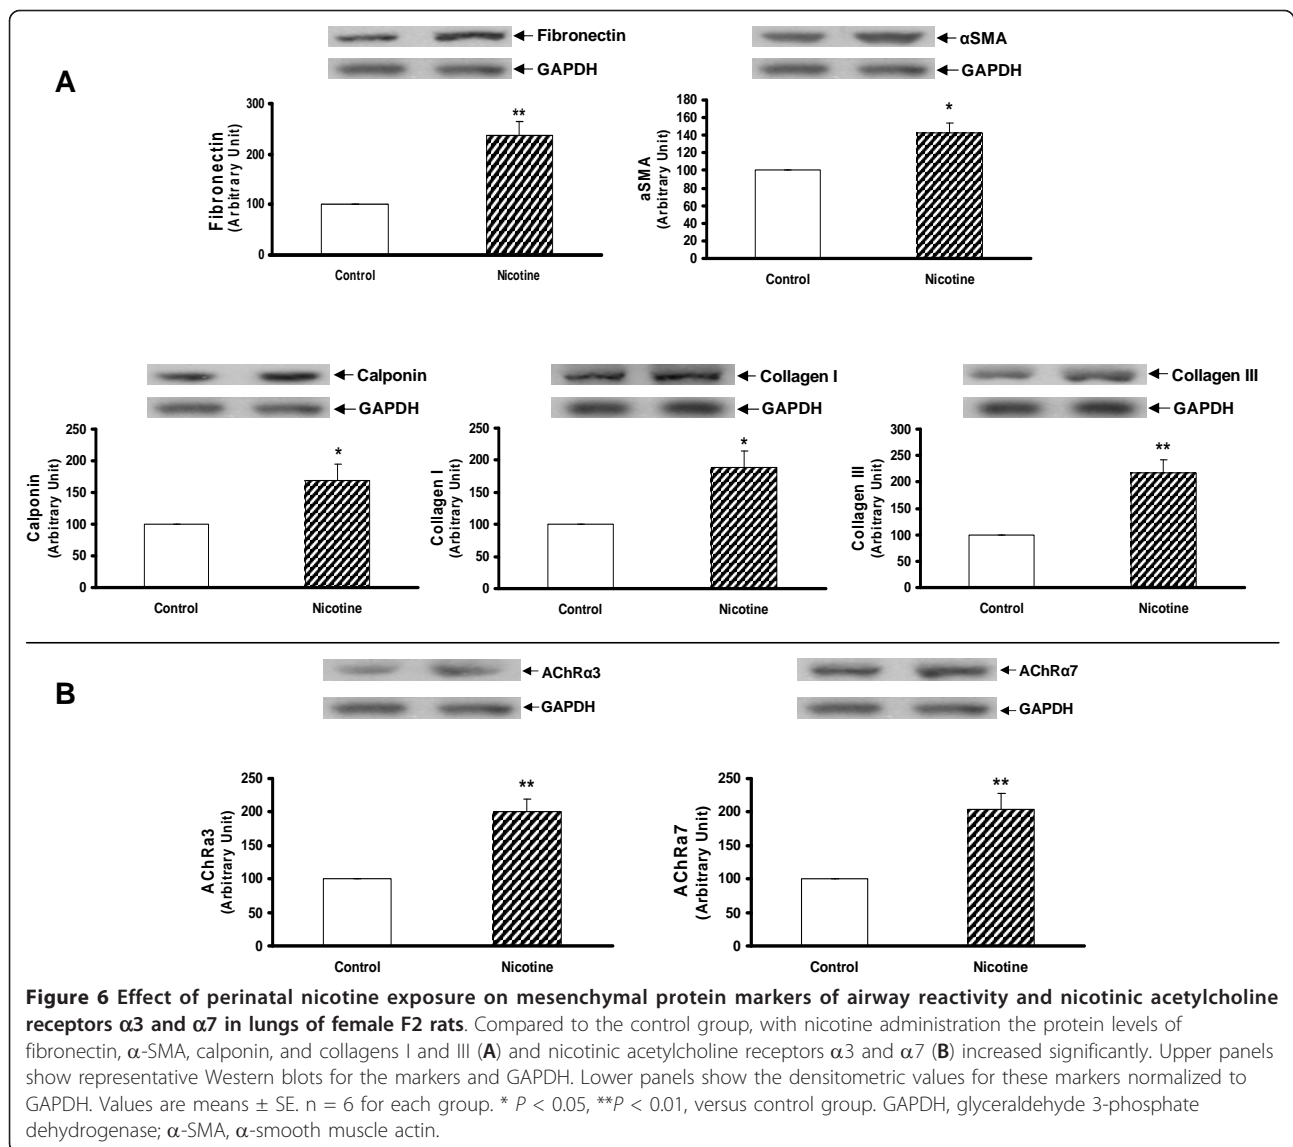 A
Fibronectin
GAPDH
Fibronectin
(Arbitrary Unit)
300
200
100
0
**
Control Nicotine
αSMA
GAPDH
aSMA
(Arbitrary Unit)
180
160
140
120
100
80
60
40
20
0
*
Control Nicotine
Calponin
GAPDH
Calponin
(Arbitrary Unit)
250
200
150
100
50
0
*
Control Nicotine
Collagen I
GAPDH
Collagen I
(Arbitrary Unit)
250
200
150
100
50
0
*
Control Nicotine
Collagen III
GAPDH
Collagen III
(Arbitrary Unit)
300
250
200
150
100
50
0
**
Control Nicotine
B
AChRα3
GAPDH
AChRa3
(Arbitrary Unit)
250
200
150
100
50
0
**
Control Nicotine
AChRα7
GAPDH
AChRa7
(Arbitrary Unit)
250
200
150
100
50
0
**
Control Nicotine
Figure 6 Effect of perinatal nicotine exposure on mesenchymal protein markers of airway reactivity and nicotinic acetylcholine
receptors α3 and α7 in lungs of female F2 rats. Compared to the control group, with nicotine administration the protein levels of
fibronectin, α-SMA, calponin, and collagens I and III (A) and nicotinic acetylcholine receptors α3 and α7 (B) increased significantly. Upper panels
show representative Western blots for the markers and GAPDH. Lower panels show the densitometric values for these markers normalized to
GAPDH. Values are means ± SE. n = 6 for each group. * P < 0.05, **P < 0.01, versus control group. GAPDH, glyceraldehyde 3-phosphate
dehydrogenase; α-SMA, α-smooth muscle actin.